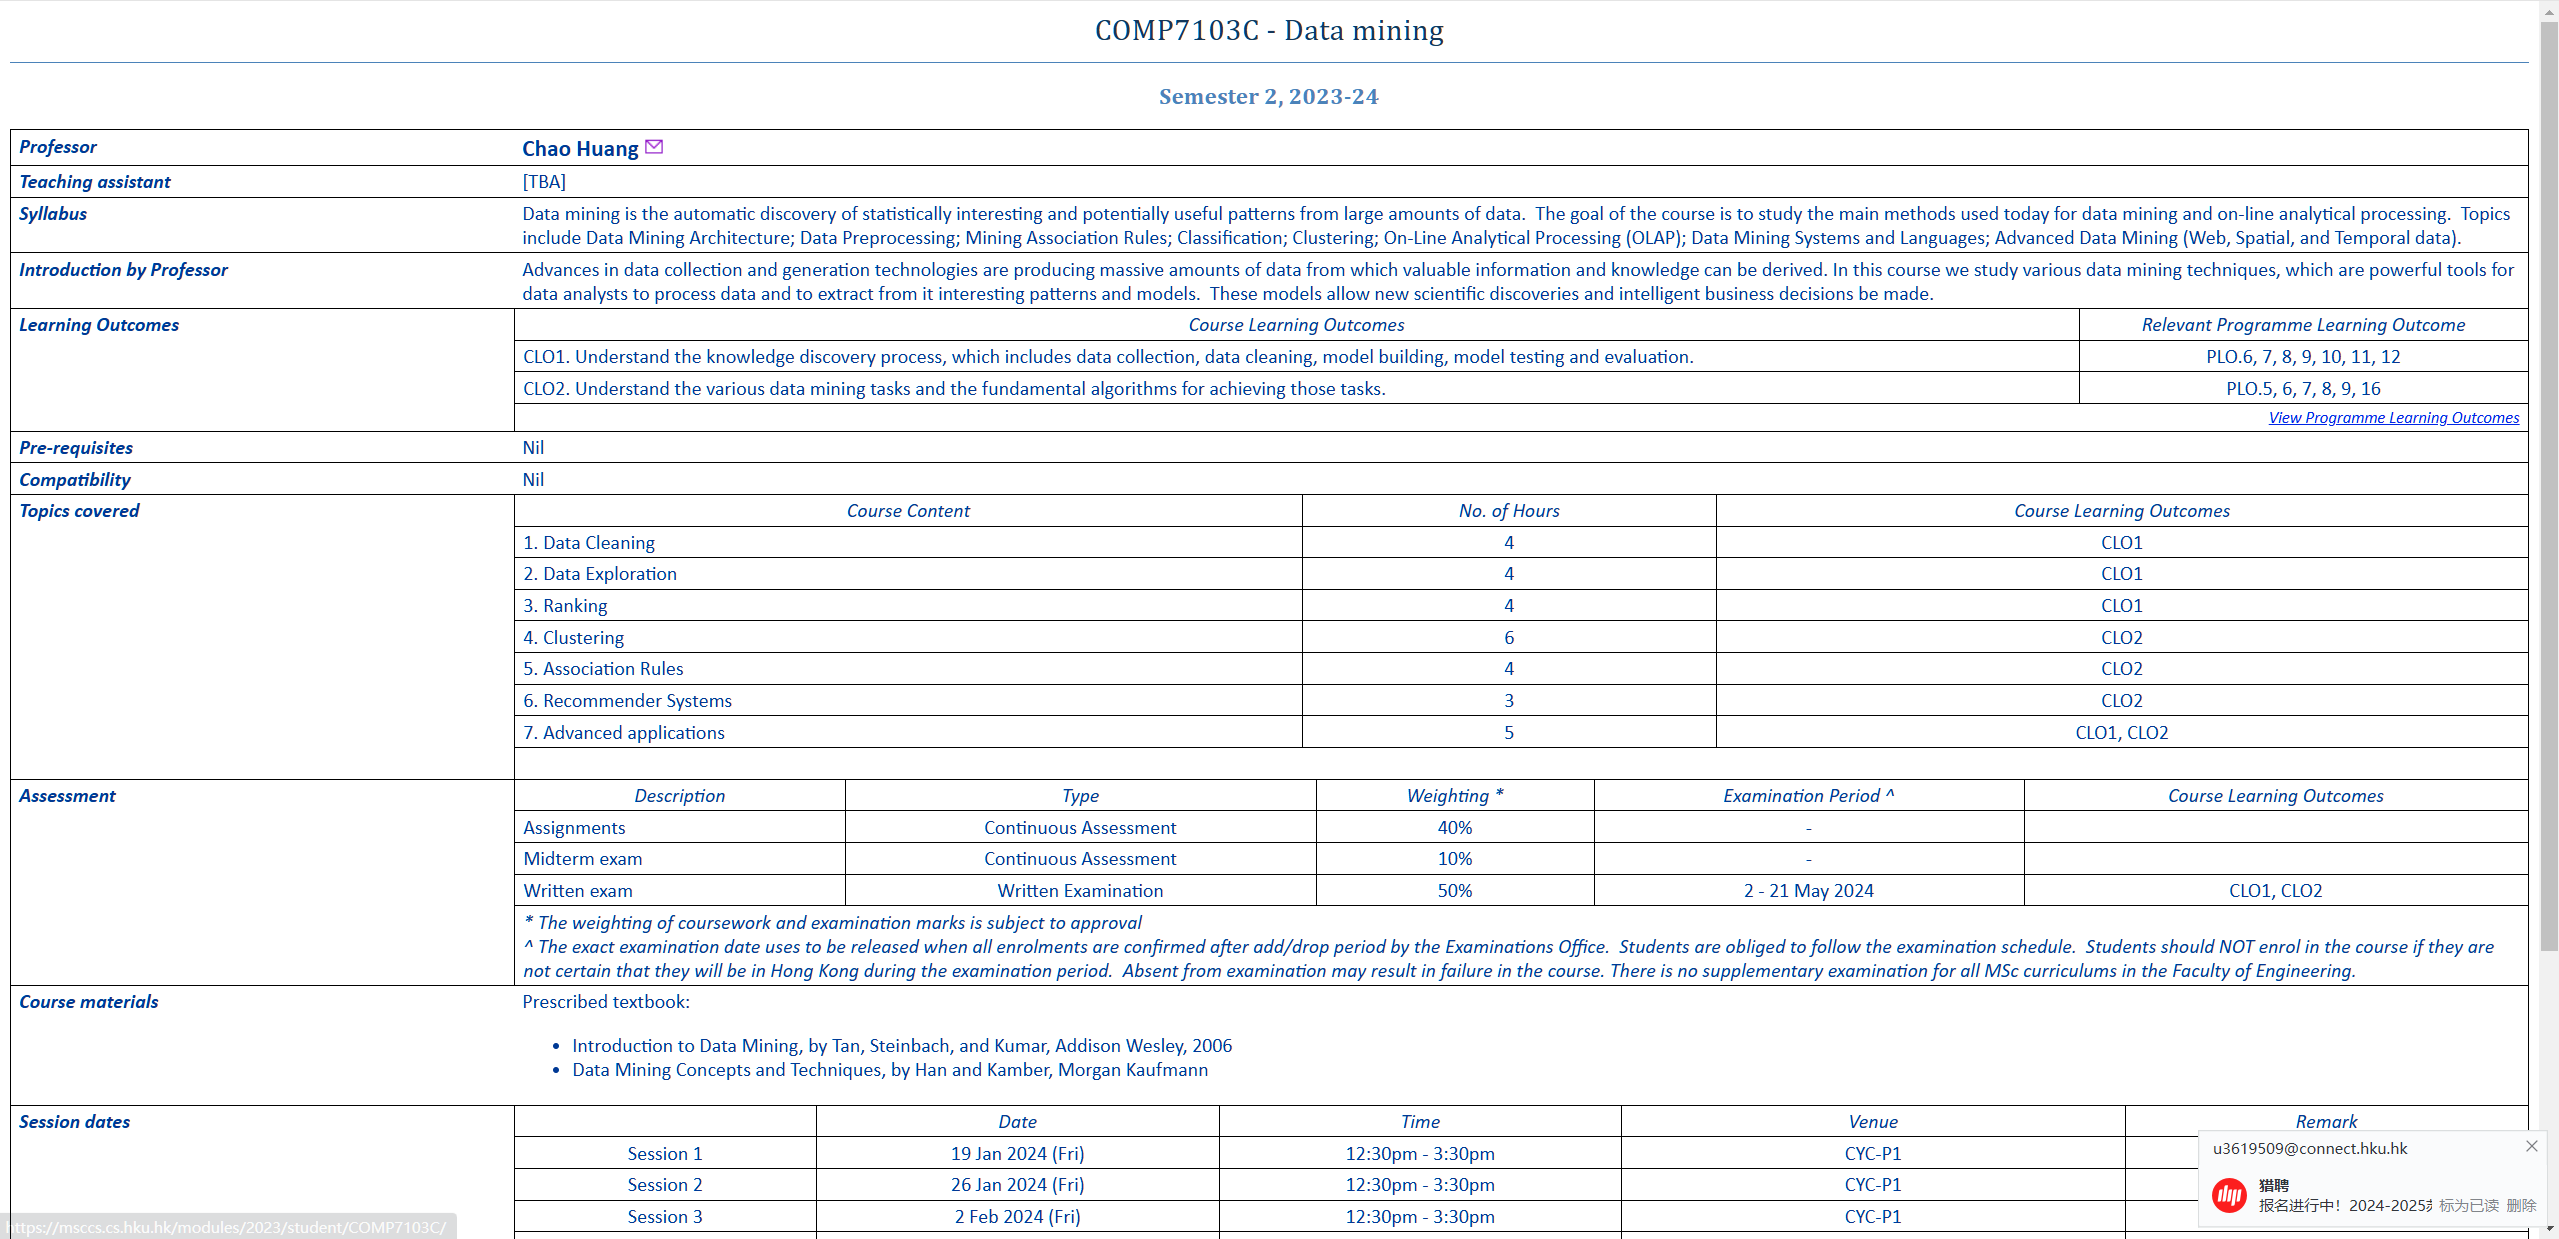 COMP7103C - Data mining
Semester 2, 2023-24
Professor Chao Huang
Teaching assistant [TBA]
Syllabus Data mining is the automatic discovery of statistically interesting and potentially useful patterns from large amounts of data.  The goal of the course is to study the main methods used today for data mining and on-line analytical processing.  Topics
include Data Mining Architecture; Data Preprocessing; Mining Association Rules; Classification; Clustering; On-Line Analytical Processing (OLAP); Data Mining Systems and Languages; Advanced Data Mining (Web, Spatial, and Temporal data).
Introduction by Professor Advances in data collection and generation technologies are producing massive amounts of data from which valuable information and knowledge can be derived. In this course we study various data mining techniques, which are powerful tools for
data analysts to process data and to extract from it interesting patterns and models.  These models allow new scientific discoveries and intelligent business decisions be made.
Learning Outcomes Course Learning Outcomes Relevant Programme Learning Outcome
CLO1. Understand the knowledge discovery process, which includes data collection, data cleaning, model building, model testing and evaluation. PLO.6, 7, 8, 9, 10, 11, 12
CLO2. Understand the various data mining tasks and the fundamental algorithms for achieving those tasks. PLO.5, 6, 7, 8, 9, 16
View Programme Learning Outcomes
Pre-requisites Nil
Compatibility Nil
Topics covered Course Content No. of Hours Course Learning Outcomes
1. Data Cleaning 4 CLO1
2. Data Exploration 4 CLO1
3. Ranking 4 CLO1
4. Clustering 6 CLO2
5. Association Rules 4 CLO2
6. Recommender Systems 3 CLO2
7. Advanced applications 5 CLO1, CLO2
Assessment Description Type Weighting * Examination Period ^ Course Learning Outcomes
Assignments Continuous Assessment 40% -
Midterm exam Continuous Assessment 10% -
Written exam Written Examination 50% 2 - 21 May 2024 CLO1, CLO2
* The weighting of coursework and examination marks is subject to approval
^ The exact examination date uses to be released when all enrolments are confirmed after add/drop period by the Examinations Office.  Students are obliged to follow the examination schedule.  Students should NOT enrol in the course if they are
not certain that they will be in Hong Kong during the examination period.  Absent from examination may result in failure in the course. There is no supplementary examination for all MSc curriculums in the Faculty of Engineering.
Course materials Prescribed textbook:
• Introduction to Data Mining, by Tan, Steinbach, and Kumar, Addison Wesley, 2006
• Data Mining Concepts and Techniques, by Han and Kamber, Morgan Kaufmann
Session dates Date Time Venue Remark
Session 1 19 Jan 2024 (Fri) 12:30pm - 3:30pm CYC-P1
Session 2 26 Jan 2024 (Fri) 12:30pm - 3:30pm CYC-P1
Session 3 2 Feb 2024 (Fri) 12:30pm - 3:30pm CYC-P1
https://msccs.cs.hku.hk/modules/2023/student/COMP7103C/
u3619509@connect.hku.hk
猎聘
报名进行中！2024-2025 标为已读 删除